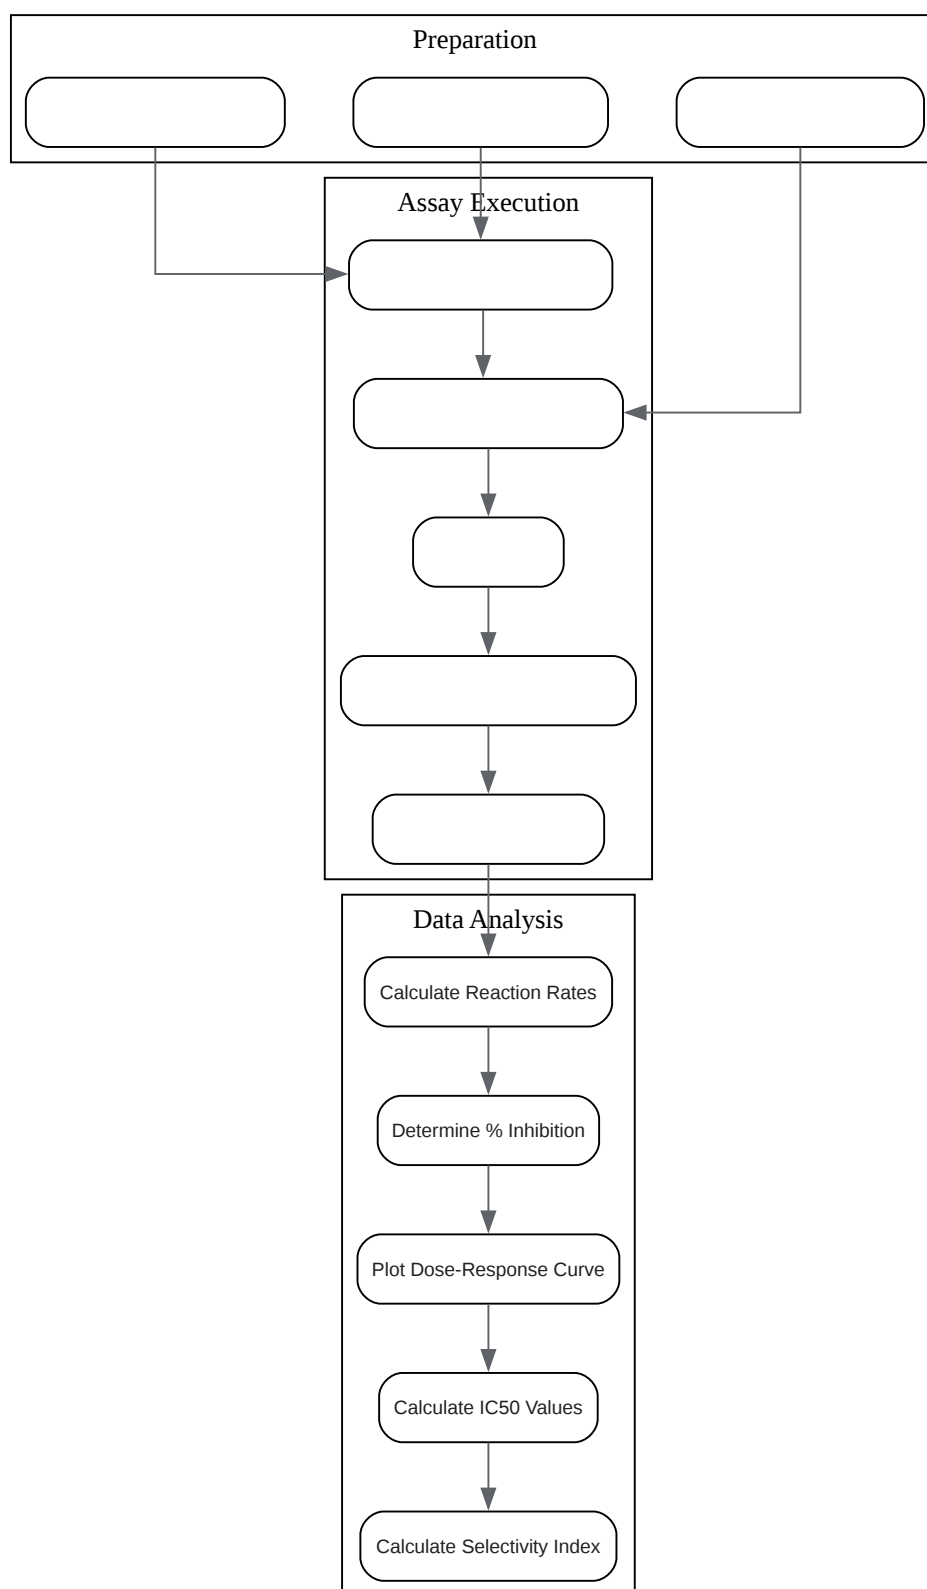 Preparation
Assay Execution
Data Analysis
Calculate Reaction Rates
Determine % Inhibition
Plot Dose-Response Curve
Calculate IC50 Values
Calculate Selectivity Index